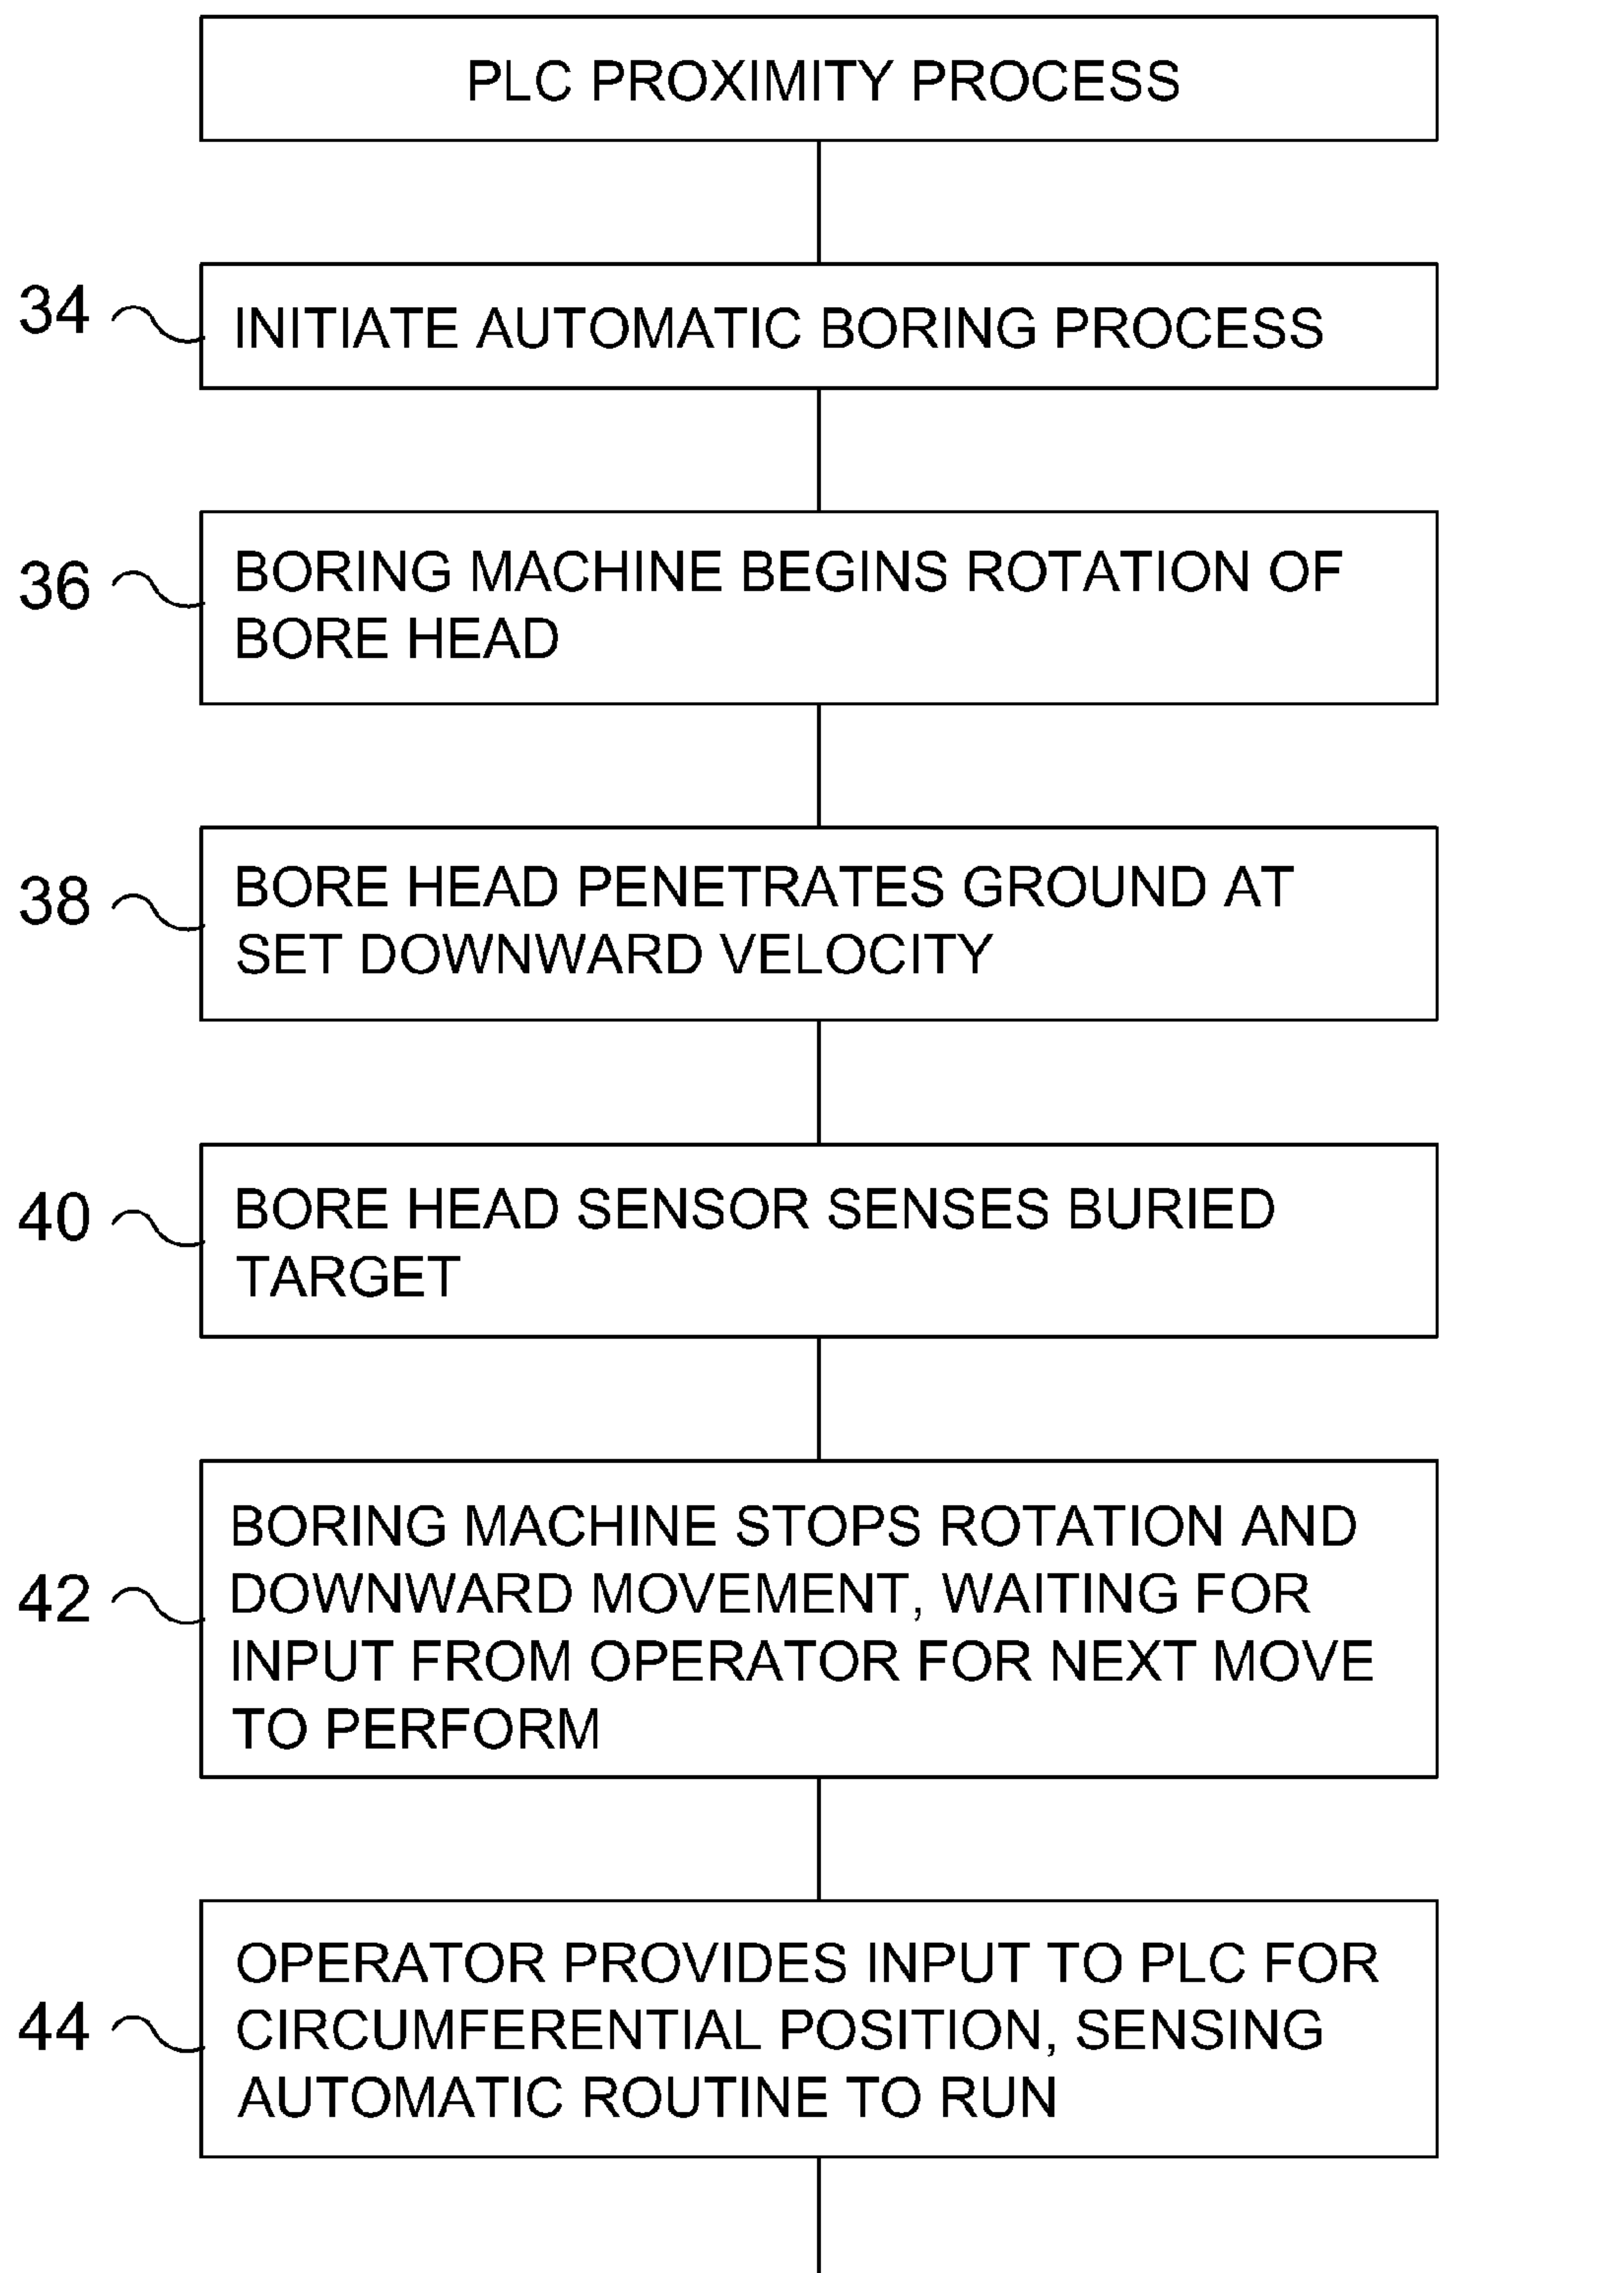 PLC PROXIMITY PROCESS
34
INITIATE AUTOMATIC BORING PROCESS
36
BORING MACHINE BEGINS ROTATION OF
BORE HEAD
38
BORE HEAD PENETRATES GROUND AT
SET DOWNWARD VELOCITY
40
BORE HEAD SENSOR SENSES BURIED
TARGET
42
BORING MACHINE STOPS ROTATION AND
DOWNWARD MOVEMENT, WAITING FOR
INPUT FROM OPERATOR FOR NEXT MOVE
TO PERFORM
44
OPERATOR PROVIDES INPUT TO PLC FOR
CIRCUMFERENTIAL POSITION, SENSING
AUTOMATIC ROUTINE TO RUN